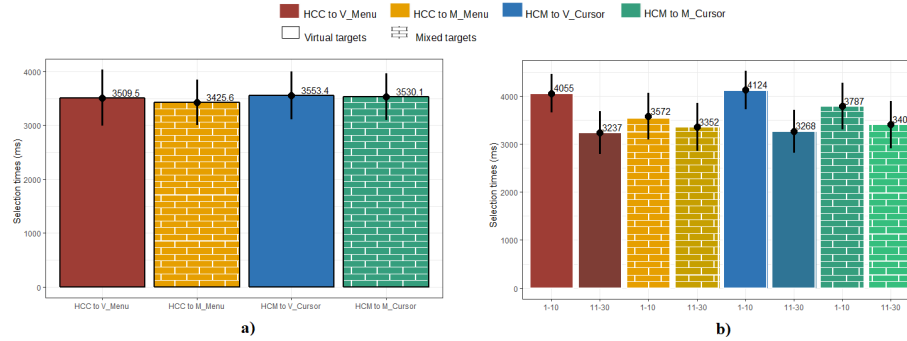 HCC to V_Menu HCC to M_Menu HCM to V_Cursor HCM to M_Cursor
Virtual targets Mixed targets
Selection times (ms)
4000
3000
2000
1000
0
3509.5 3425.6 3553.4 3530.1
HCC to V_Menu HCC to M_Menu HCM to V_Cursor HCM to M_Cursor
a)
Selection times (ms)
4000
3000
2000
1000
0
4055 3237 3572 3352 4124 3268 3787 340
1-10 11-30 1-10 11-30 1-10 11-30 1-10 11-30
b)